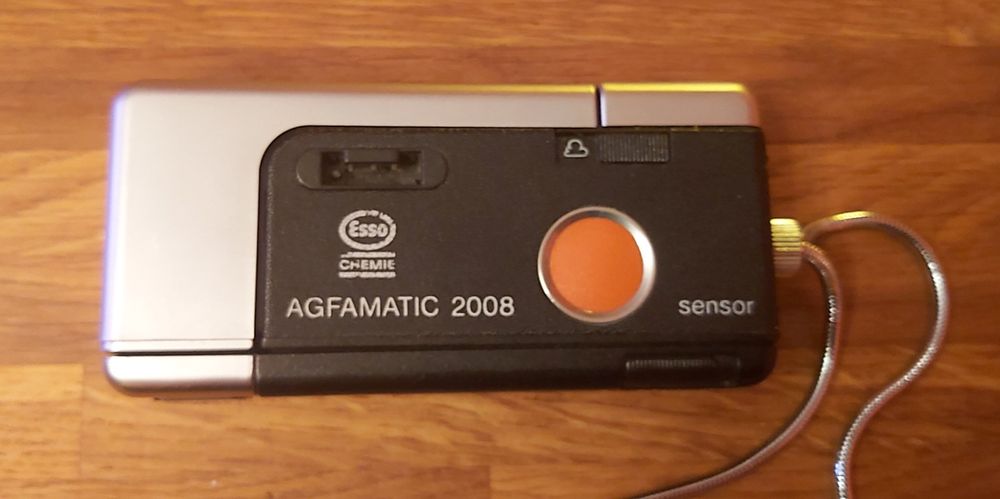 Esso
CHEMIE
AGFAMATIC 2008
sensor